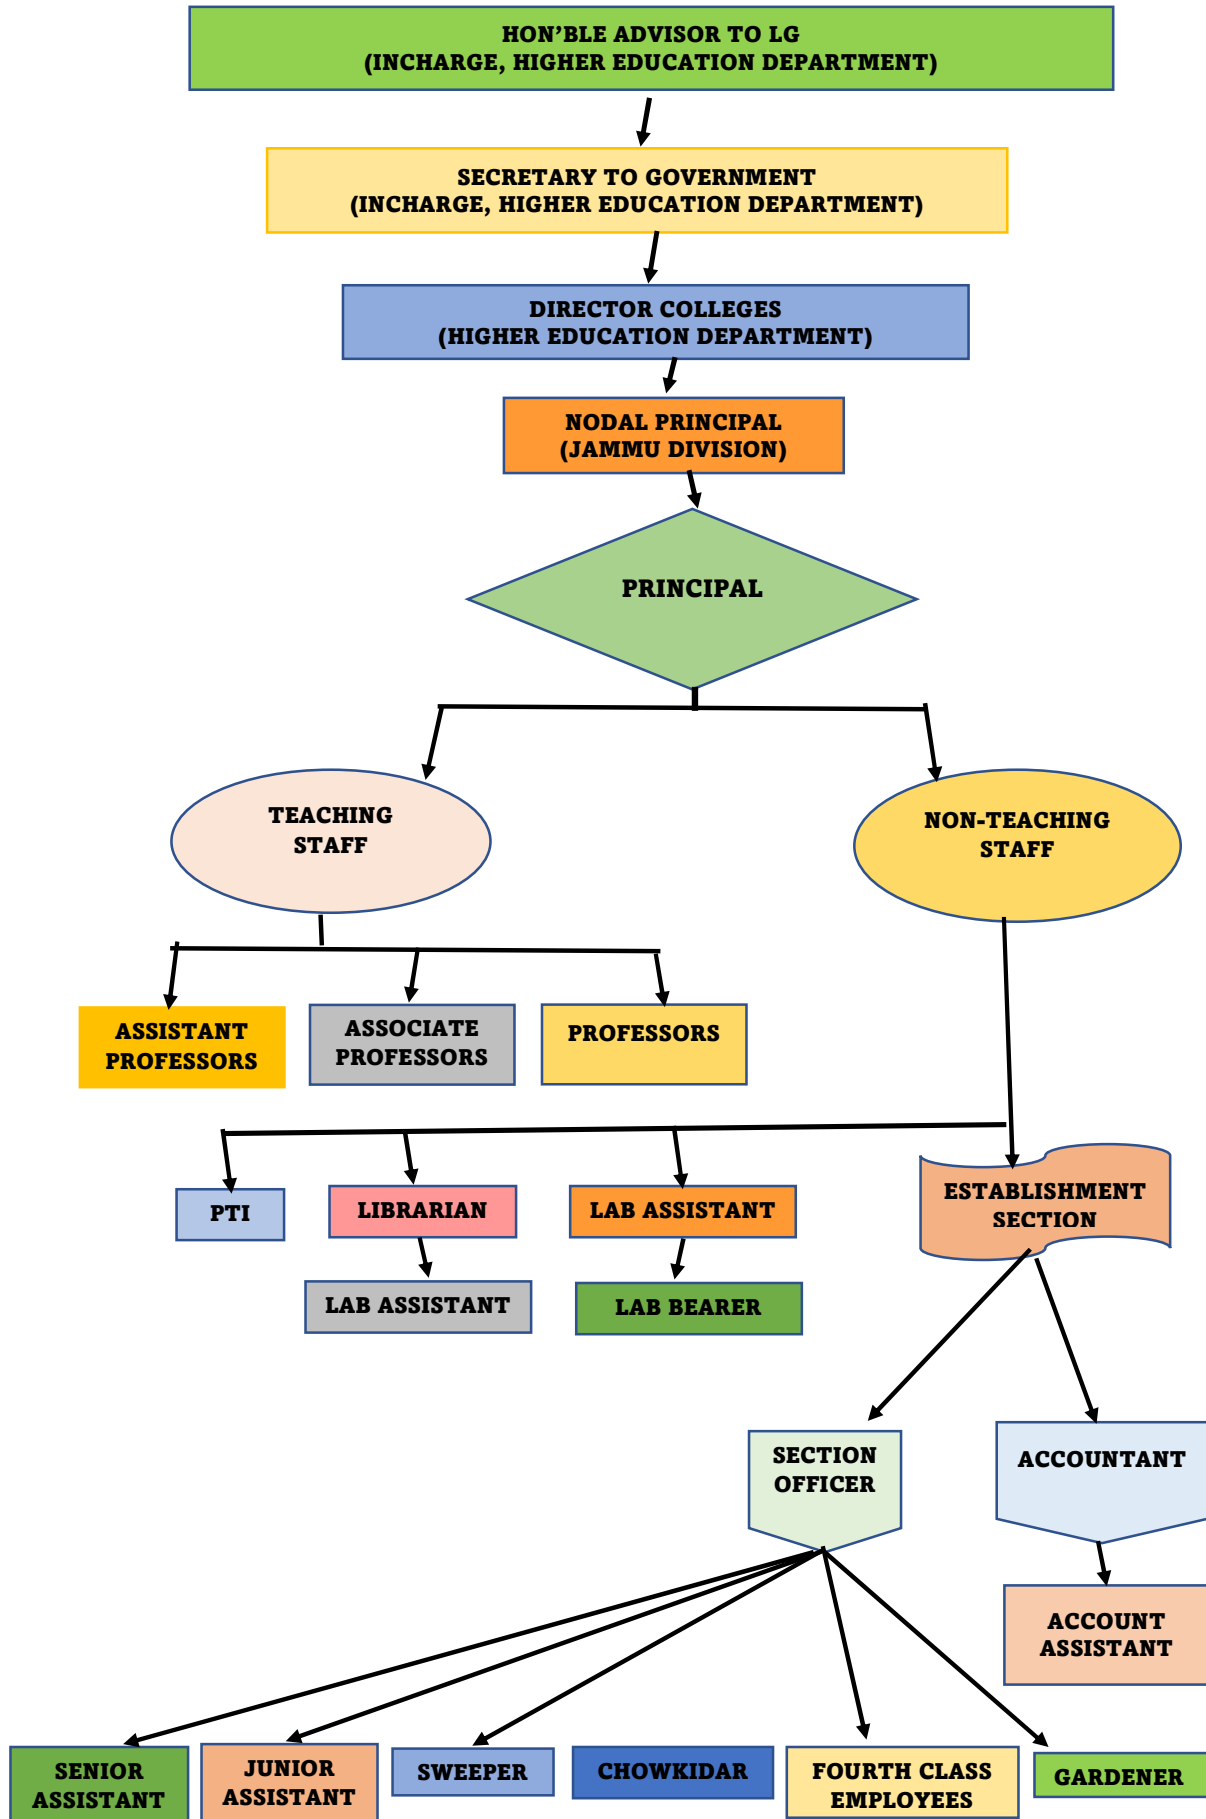 HON’BLE ADVISOR TO LG
(INCHARGE, HIGHER EDUCATION DEPARTMENT)
SECRETARY TO GOVERNMENT
(INCHARGE, HIGHER EDUCATION DEPARTMENT)
DIRECTOR COLLEGES
(HIGHER EDUCATION DEPARTMENT)
NODAL PRINCIPAL
(JAMMU DIVISION)
PRINCIPAL
TEACHING
STAFF
NON-TEACHING
STAFF
ASSISTANT
PROFESSORS
ASSOCIATE
PROFESSORS
PROFESSORS
PTI
LIBRARIAN
LAB ASSISTANT
ESTABLISHMENT
SECTION
LAB ASSISTANT
LAB BEARER
SECTION
OFFICER
ACCOUNTANT
ACCOUNT
ASSISTANT
SENIOR
ASSISTANT
JUNIOR
ASSISTANT
SWEEPER
CHOWKIDAR
FOURTH CLASS
EMPLOYEES
GARDENER